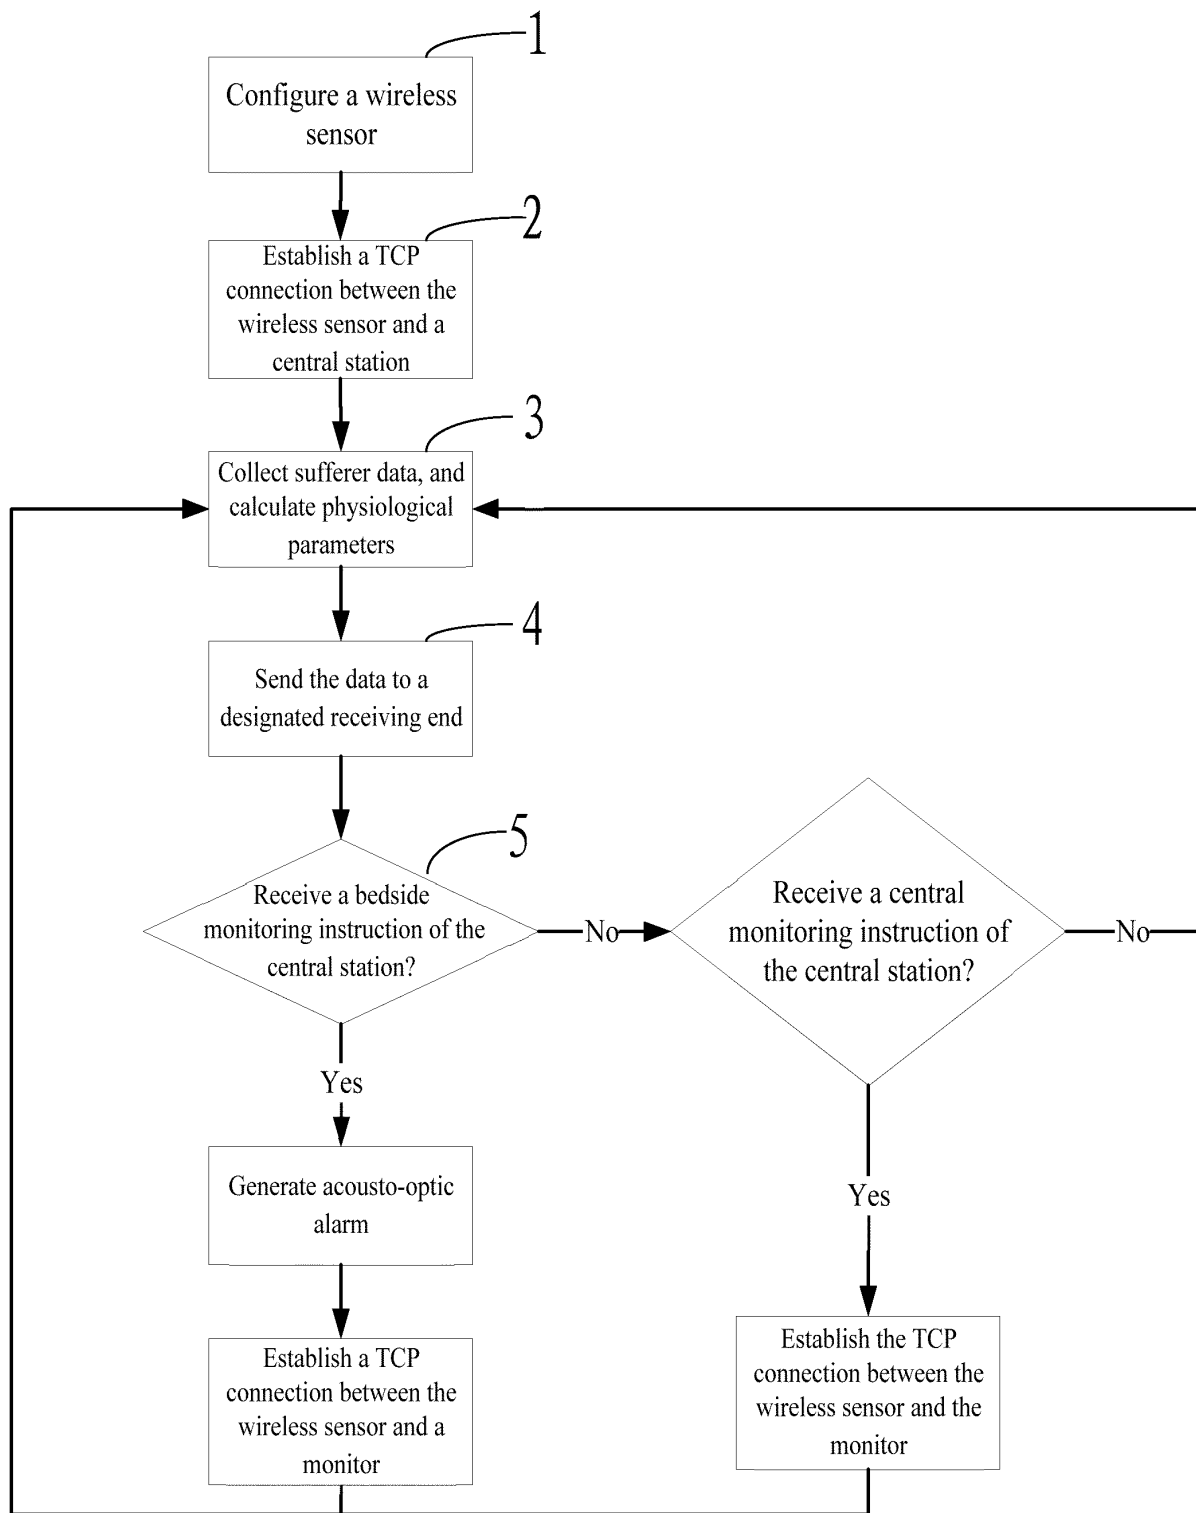 1
Configure a wireless
sensor
2
Establish a TCP
connection between the
wireless sensor and a
central station
3
Collect sufferer data, and
calculate physiological
parameters
4
Send the data to a
designated receiving end
5
Receive a bedside
monitoring instruction of the
central station?
No
Receive a central
monitoring instruction of
the central station?
No
Yes
Generate acousto-optic
alarm
Yes
Establish a TCP
connection between the
wireless sensor and a
monitor
Establish the TCP
connection between the
wireless sensor and the
monitor